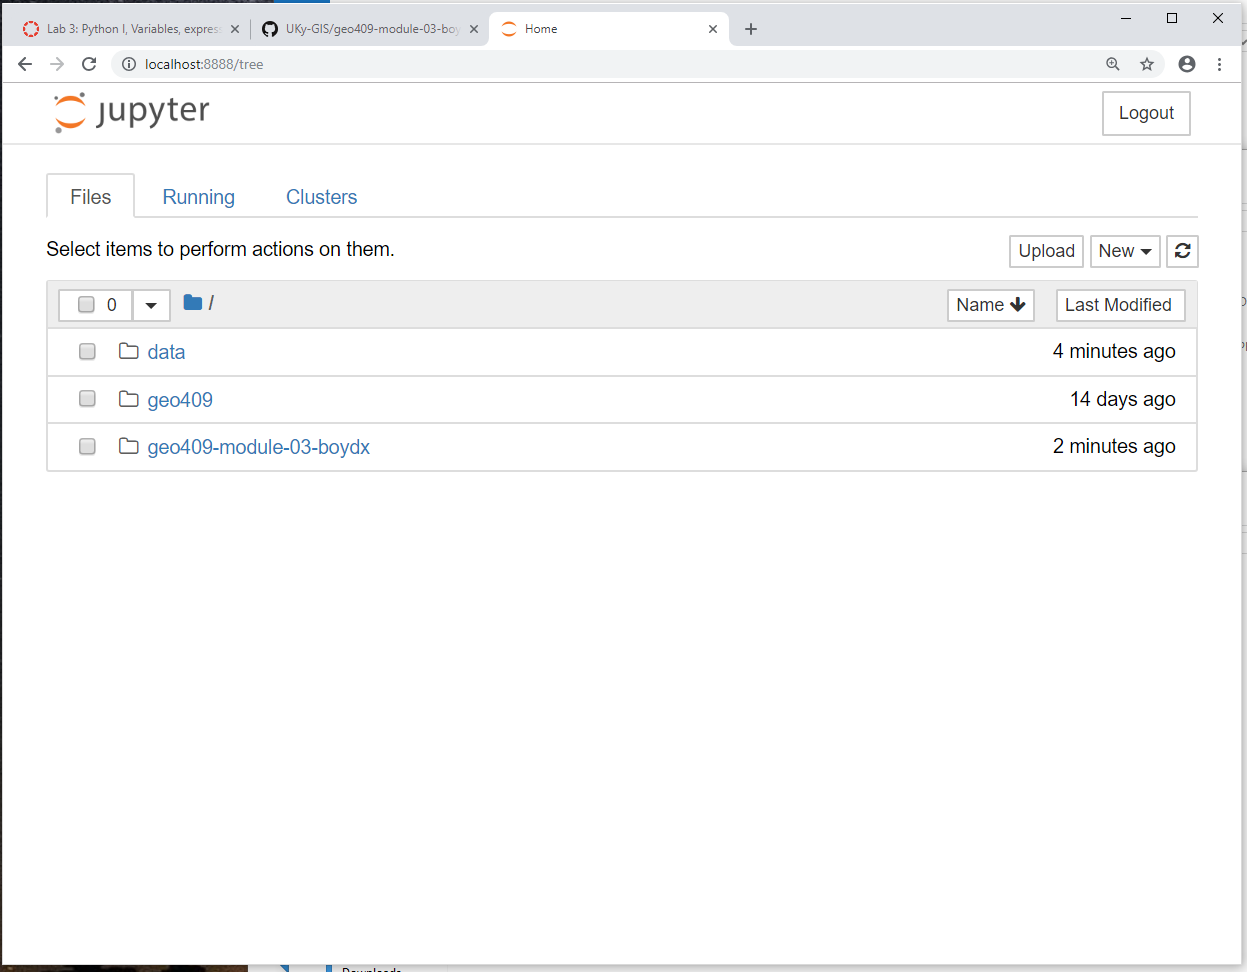 Lab 3: Python I, Variables, expres
UKy-GIS/geo409-module-03-boy
Home
localhost:8888/tree
jupyter
Logout
Files
Running
Clusters
Select items to perform actions on them.
Upload
New
0
/
Name
Last Modified
data
4 minutes ago
geo409
14 days ago
geo409-module-03-boydx
2 minutes ago